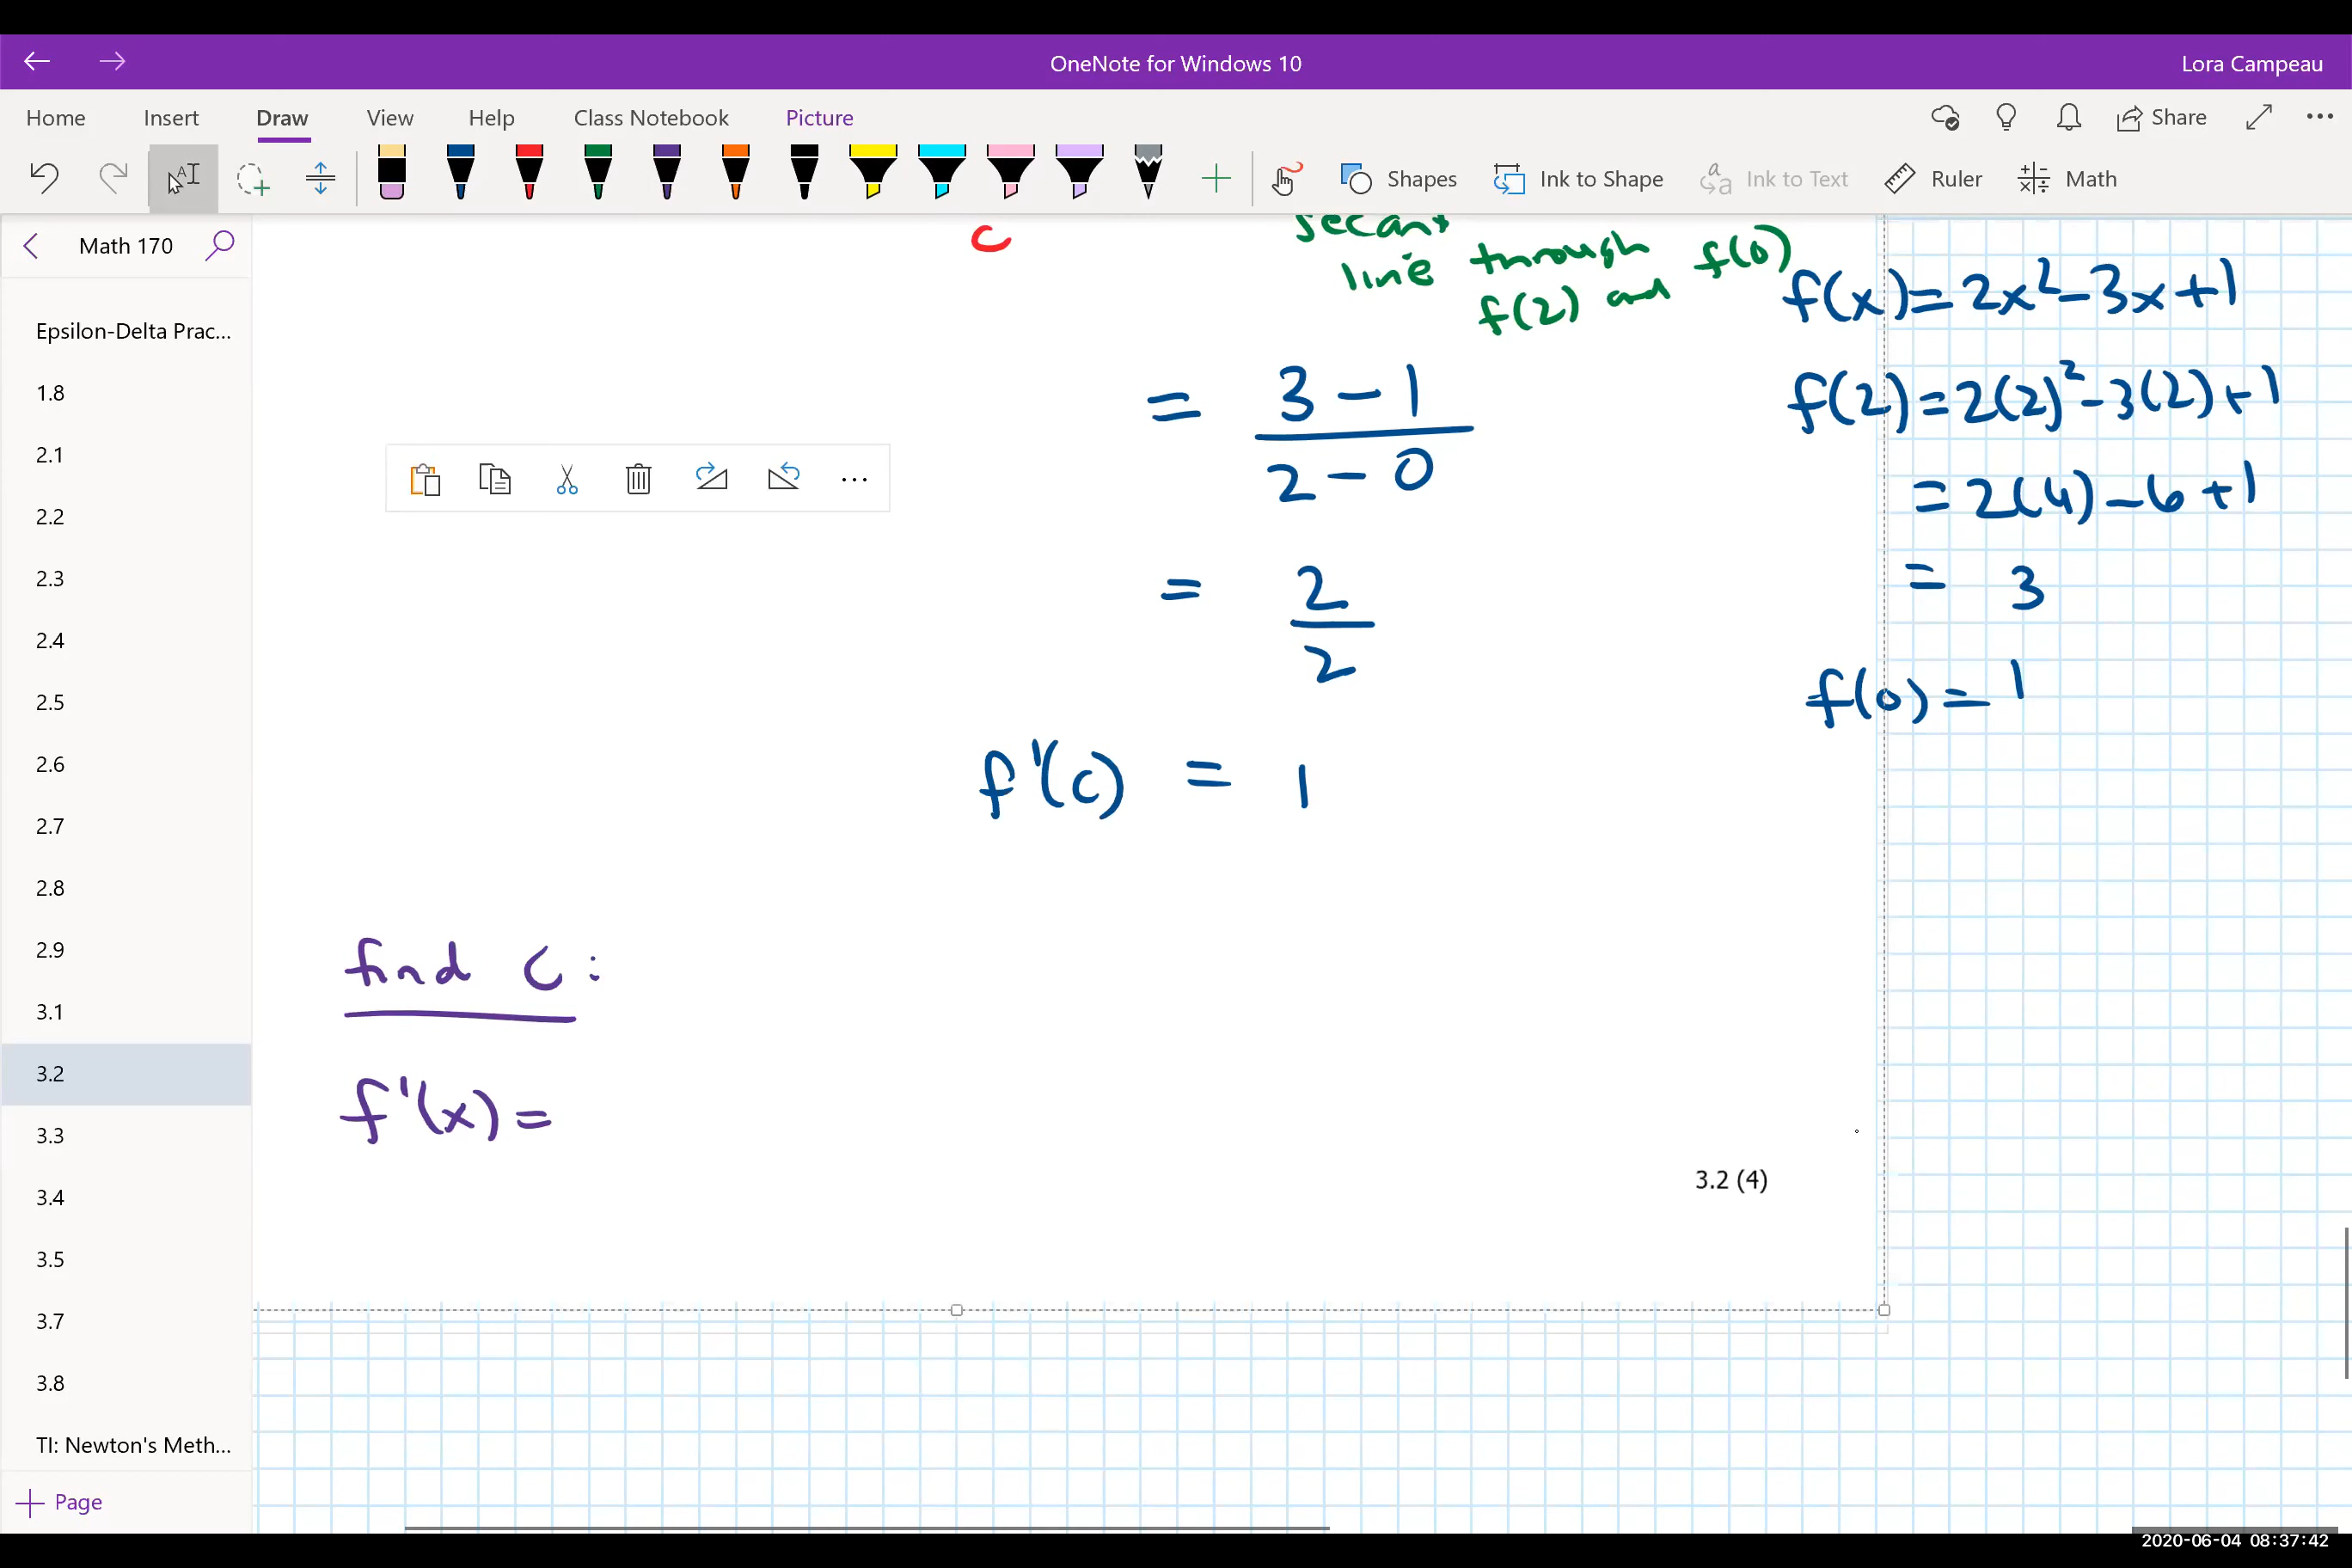 OneNote for Windows 10
Lora Campeau
Home Insert Draw View Help Class Notebook Picture
Share
Shapes Ink to Shape Ink to Text Ruler Math
Math 170
Epsilon-Delta Prac...
1.8
2.1
2.2
2.3
2.4
2.5
2.6
2.7
2.8
2.9
3.1
3.2
3.3
3.4
3.5
3.7
3.8
TI: Newton's Meth...
Page
c
secant
line through f(0)
f(2) and
= 3 - 1 / 2 - 0
= 2 / 2
f'(c) = 1
f(x) = 2x² - 3x + 1
f(2) = 2(2)² - 3(2) + 1
= 2(4) - 6 + 1
= 3
f(0) = 1
find c:
f'(x) =
3.2 (4)
2020-06-04 08:37:42